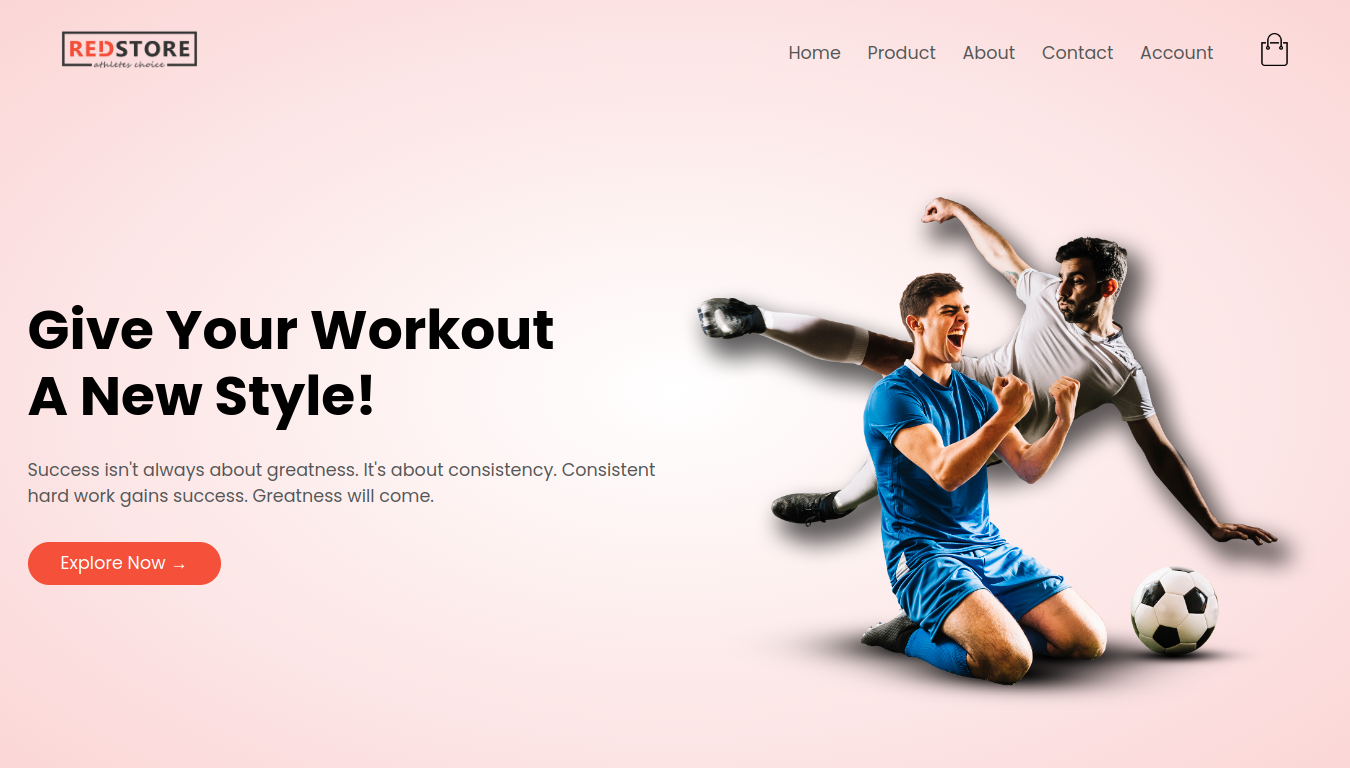 REDSTORE
athletes choice
Home Product About Contact Account
Give Your Workout
A New Style!
Success isn't always about greatness. It's about consistency. Consistent
hard work gains success. Greatness will come.
Explore Now →